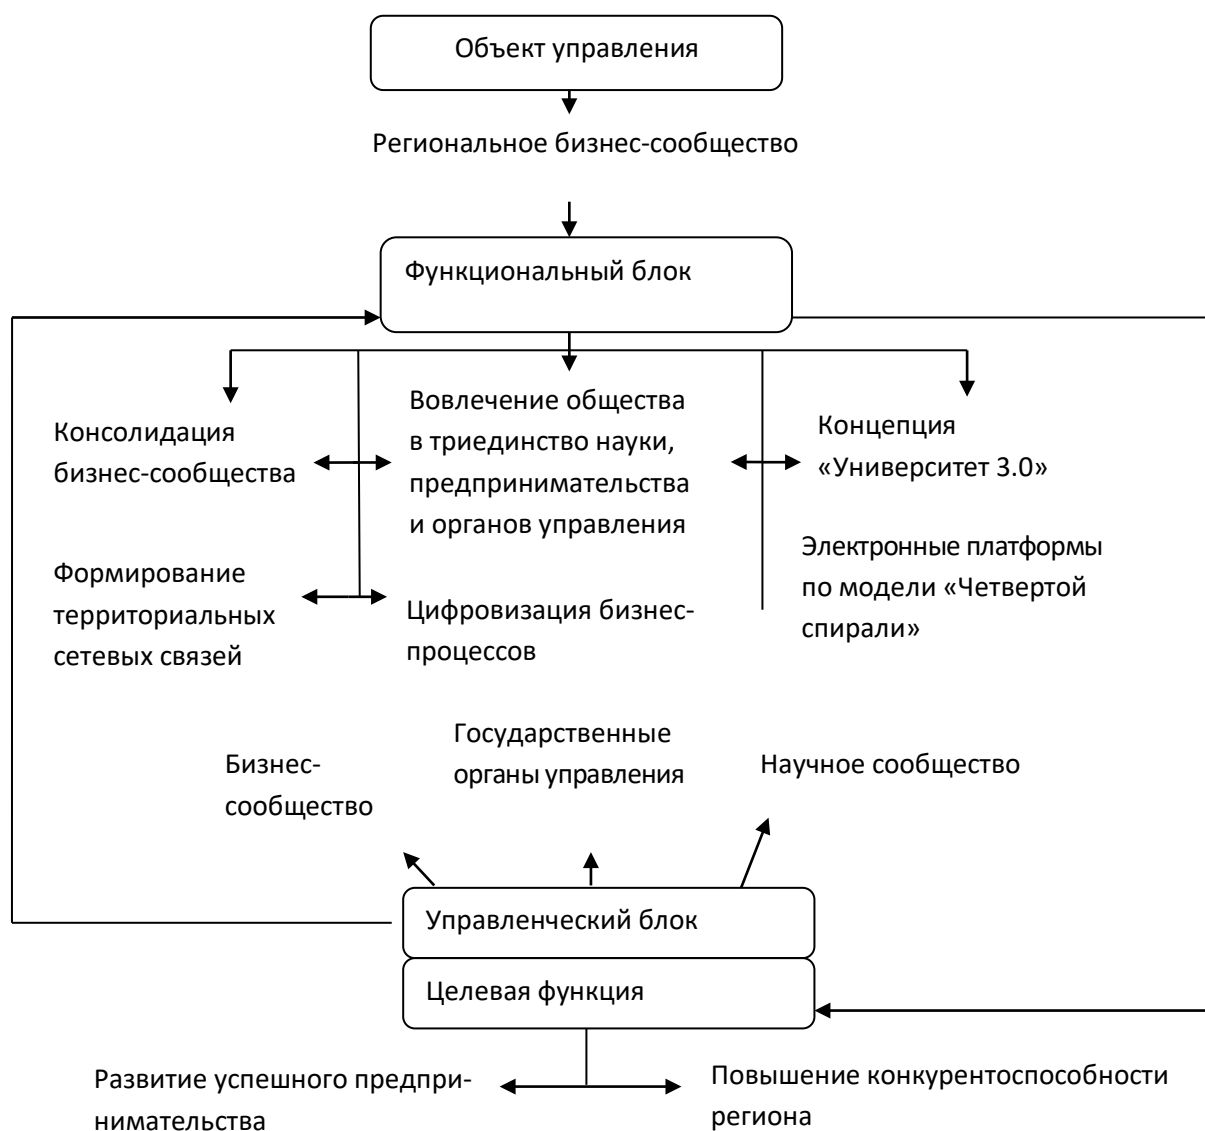 Объект управления
Региональное бизнес-сообщество
Функциональный блок
Консолидация
бизнес-сообщества
Вовлечение общества
в триединство науки,
предпринимательства
и органов управления
Концепция
«Университет 3.0»
Формирование
территориальных
сетевых связей
Цифровизация бизнес-
процессов
Электронные платформы
по модели «Четвертой
спирали»
Бизнес-
сообщество
Государственные
органы управления
Научное сообщество
Управленческий блок
Целевая функция
Развитие успешного предпри-
нимательства
Повышение конкурентоспособности
региона